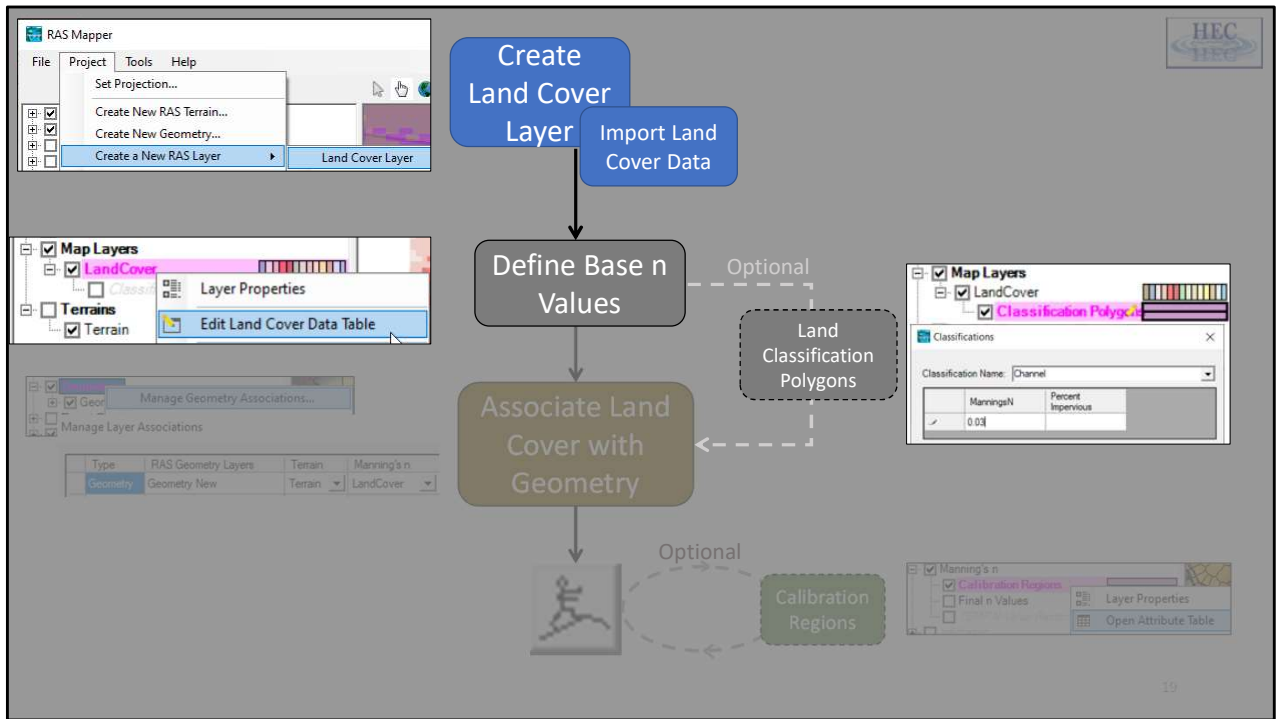 RAS Mapper
File Project Tools Help
Set Projection...
Create New RAS Terrain...
Create New Geometry...
Create a New RAS Layer
Land Cover Layer
Create
Land Cover
Layer
Import Land
Cover Data
HEC
Map Layers
LandCover
Layer Properties
Edit Land Cover Data Table
Terrains
Terrain
Define Base n
Values
Optional
Land
Classification
Polygons
Map Layers
LandCover
Classification Polygons
Classifications
Classification Name: Channel
ManningsN Percent Impervious
0.03
Manage Geometry Associations...
Manage Layer Associations
Type RAS Geometry Layers Terrain Manning's n
Geometry Geometry New Terrain LandCover
Associate Land
Cover with
Geometry
Optional
Calibration
Regions
Manning's n
Calibration Regions
Final n Values
Layer Properties
Open Attribute Table
19